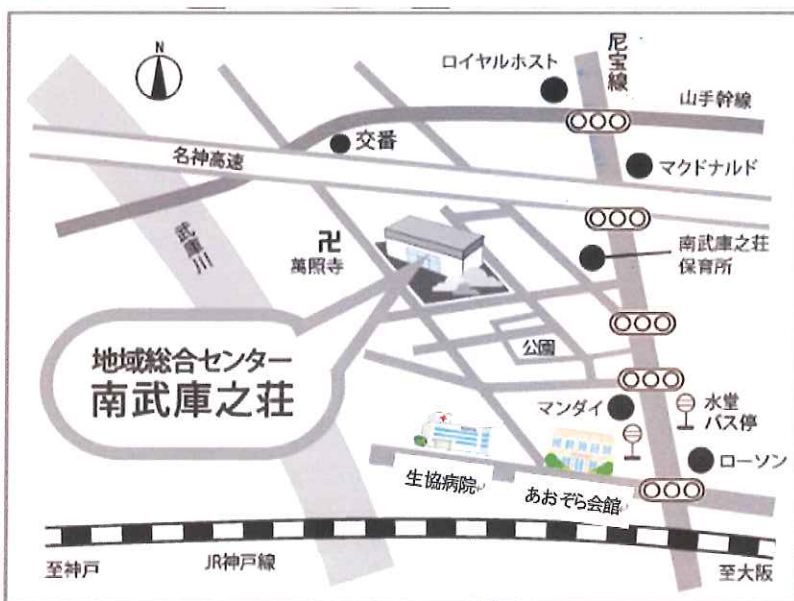 N
ロイヤルホスト
尼宝線
山手幹線
交番
名神高速
マクドナルド
武庫川
卍
萬照寺
南武庫之荘
保育所
地域総合センター
南武庫之荘
公園
マンダイ
水堂
バス停
ローソン
生協病院
あおぞら会館
至神戸
JR神戸線
至大阪